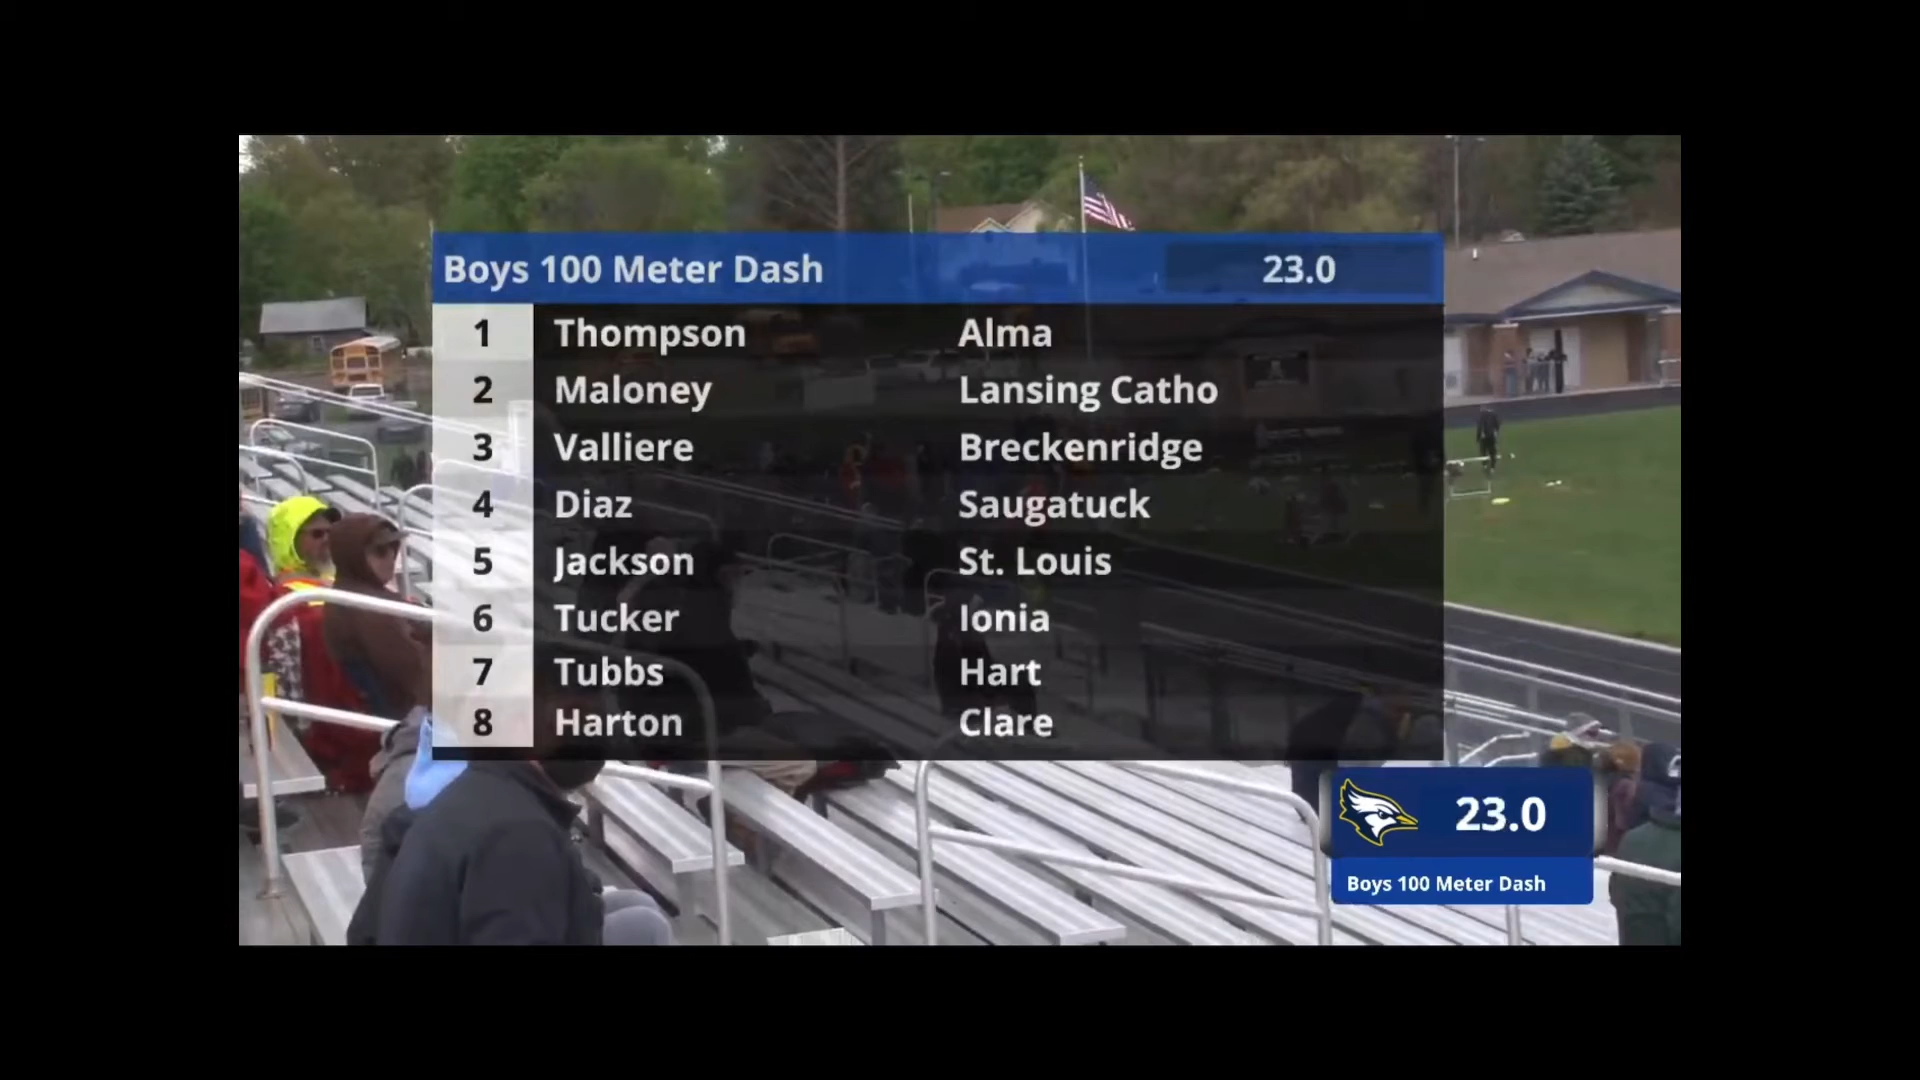 Boys 100 Meter Dash 23.0
1 Thompson Alma
2 Maloney Lansing Catho
3 Valliere Breckenridge
4 Diaz Saugatuck
5 Jackson St. Louis
6 Tucker Ionia
7 Tubbs Hart
8 Harton Clare
23.0
Boys 100 Meter Dash